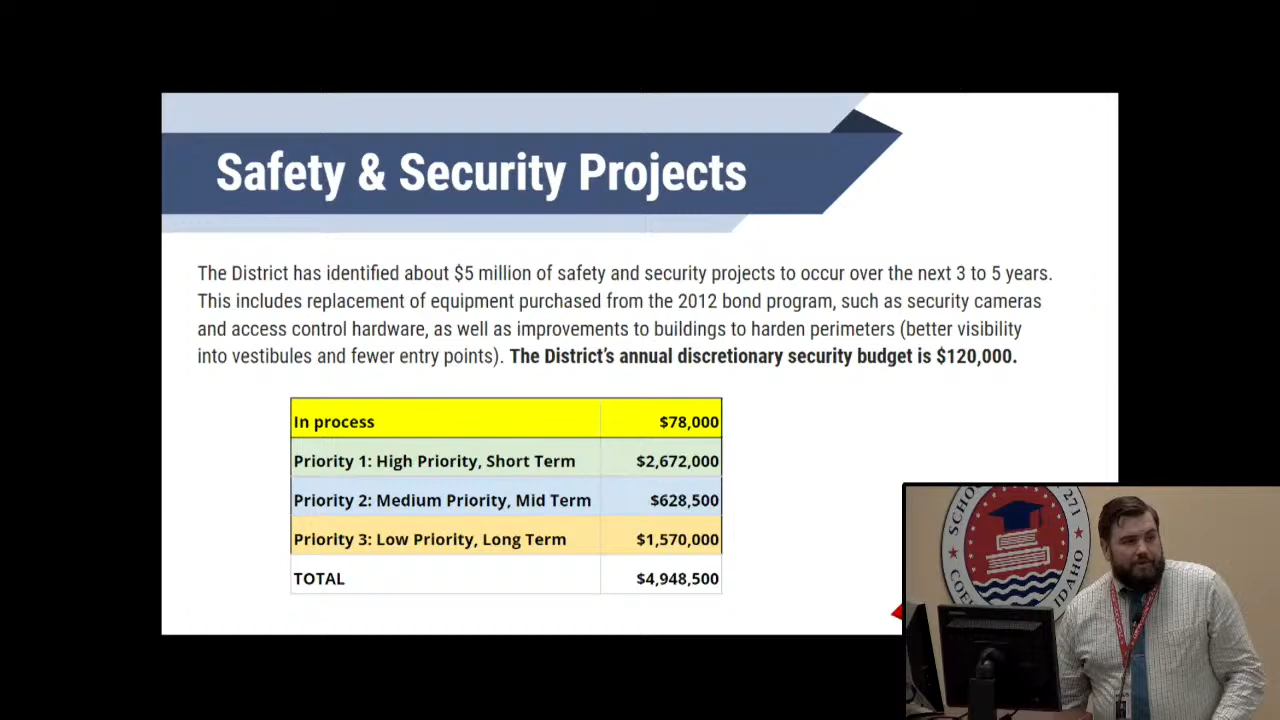 Safety & Security Projects
The District has identified about $5 million of safety and security projects to occur over the next 3 to 5 years.
This includes replacement of equipment purchased from the 2012 bond program, such as security cameras
and access control hardware, as well as improvements to buildings to harden perimeters (better visibility
into vestibules and fewer entry points). The District's annual discretionary security budget is $120,000.
In process $78,000
Priority 1: High Priority, Short Term $2,672,000
Priority 2: Medium Priority, Mid Term $628,500
Priority 3: Low Priority, Long Term $1,570,000
TOTAL $4,948,500
271
IDAHO